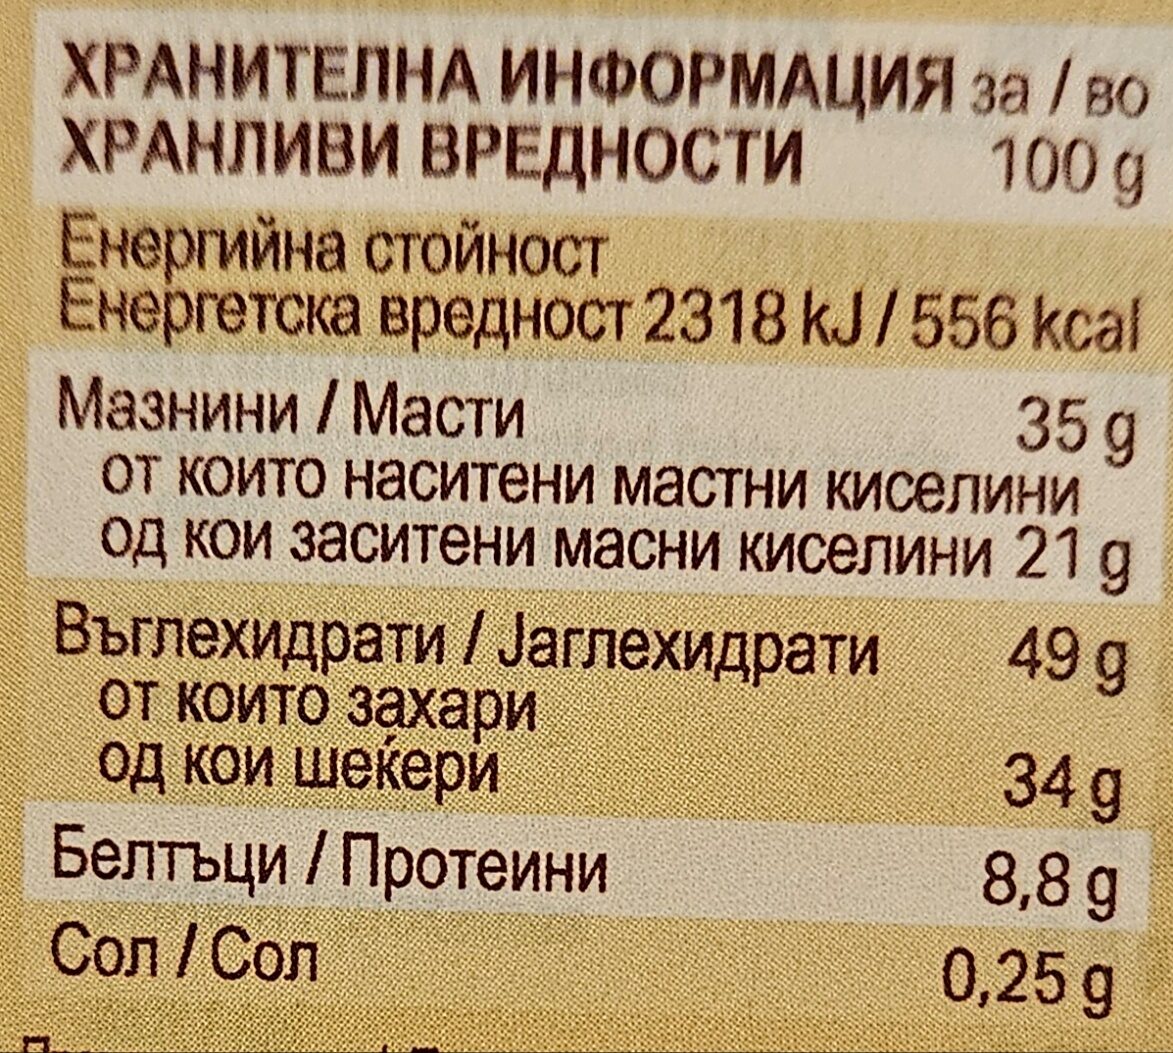 ХРАНИТЕЛНА ИНФОРМАЦИЯ за / во
ХРАНЛИВИ ВРЕДНОСТИ 100 g
Енергийна стойност
Енергетска вредност 2318 kJ / 556 kcal
Мазнини / Масти 35 g
от които наситени мастни киселини
од кои заситени масни киселини 21 g
Въглехидрати / Јаглехидрати 49 g
от които захари
од кои шеќери 34 g
Белтъци / Протеини 8,8 g
Сол / Сол 0,25 g